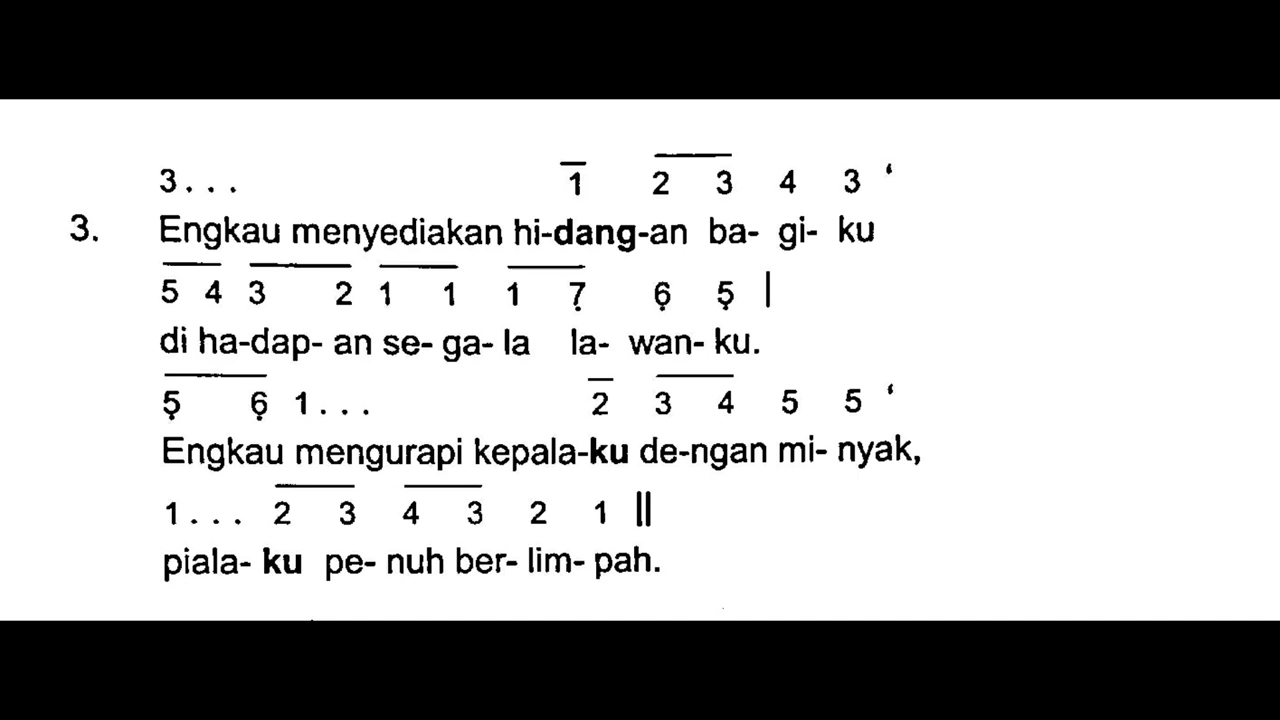 3 . . . 1 2 3 4 3 ‘
3. Engkau menyediakan hi-dang-an ba- gi- ku
5 4 3 2 1 1 1 7̣ 6̣ 5̣ |
di ha-dap- an se- ga- la la- wan- ku.
5̣ 6̣ 1 . . . 2 3 4 5 5 ‘
Engkau mengurapi kepala-ku de-ngan mi- nyak,
1 . . . 2 3 4 3 2 1 ||
piala- ku pe- nuh ber- lim- pah.